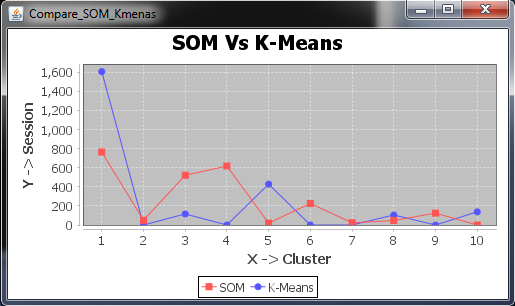 Compare_SOM_Kmenas
SOM Vs K-Means
1,600
1,400
1,200
1,000
800
600
400
200
0
Y -> Session
1 2 3 4 5 6 7 8 9 10
X -> Cluster
SOM K-Means